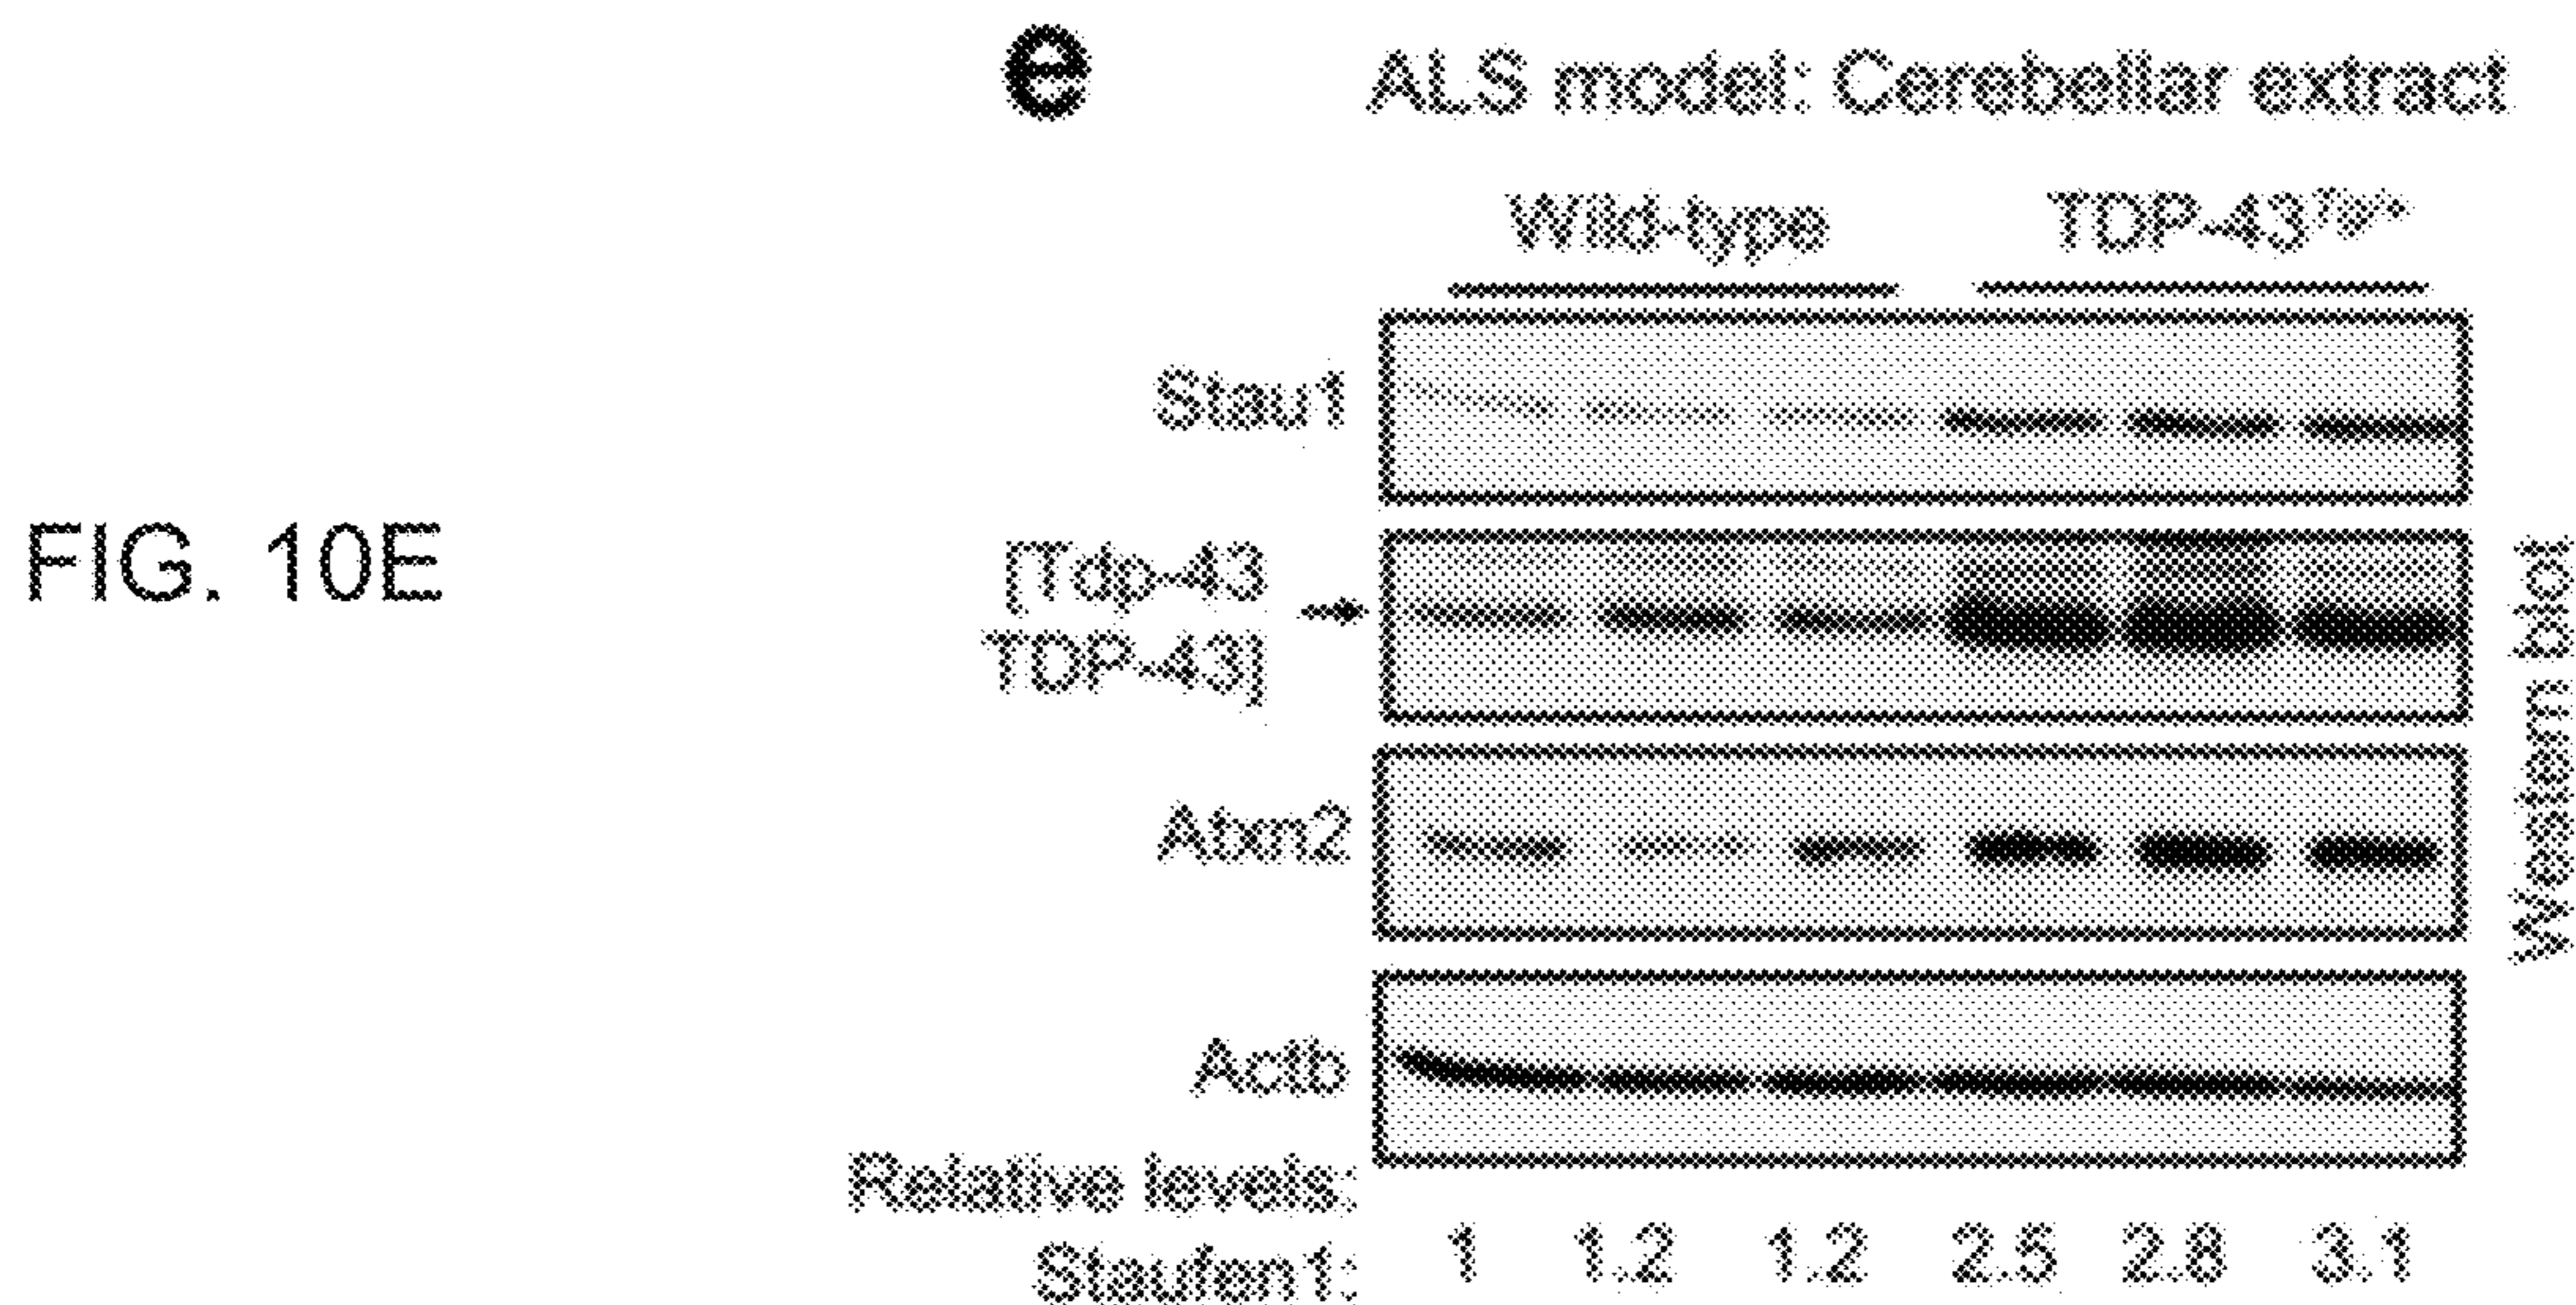 e
ALS model: Cerebellar extract
Wild-type TDP-43Tg/+
Stau1
FIG. 10E
[Tdp-43
TDP-43]
Atxn2
Western blot
Actb
Relative levels:
Staufen1: 1 1.2 1.2 2.5 2.8 3.1